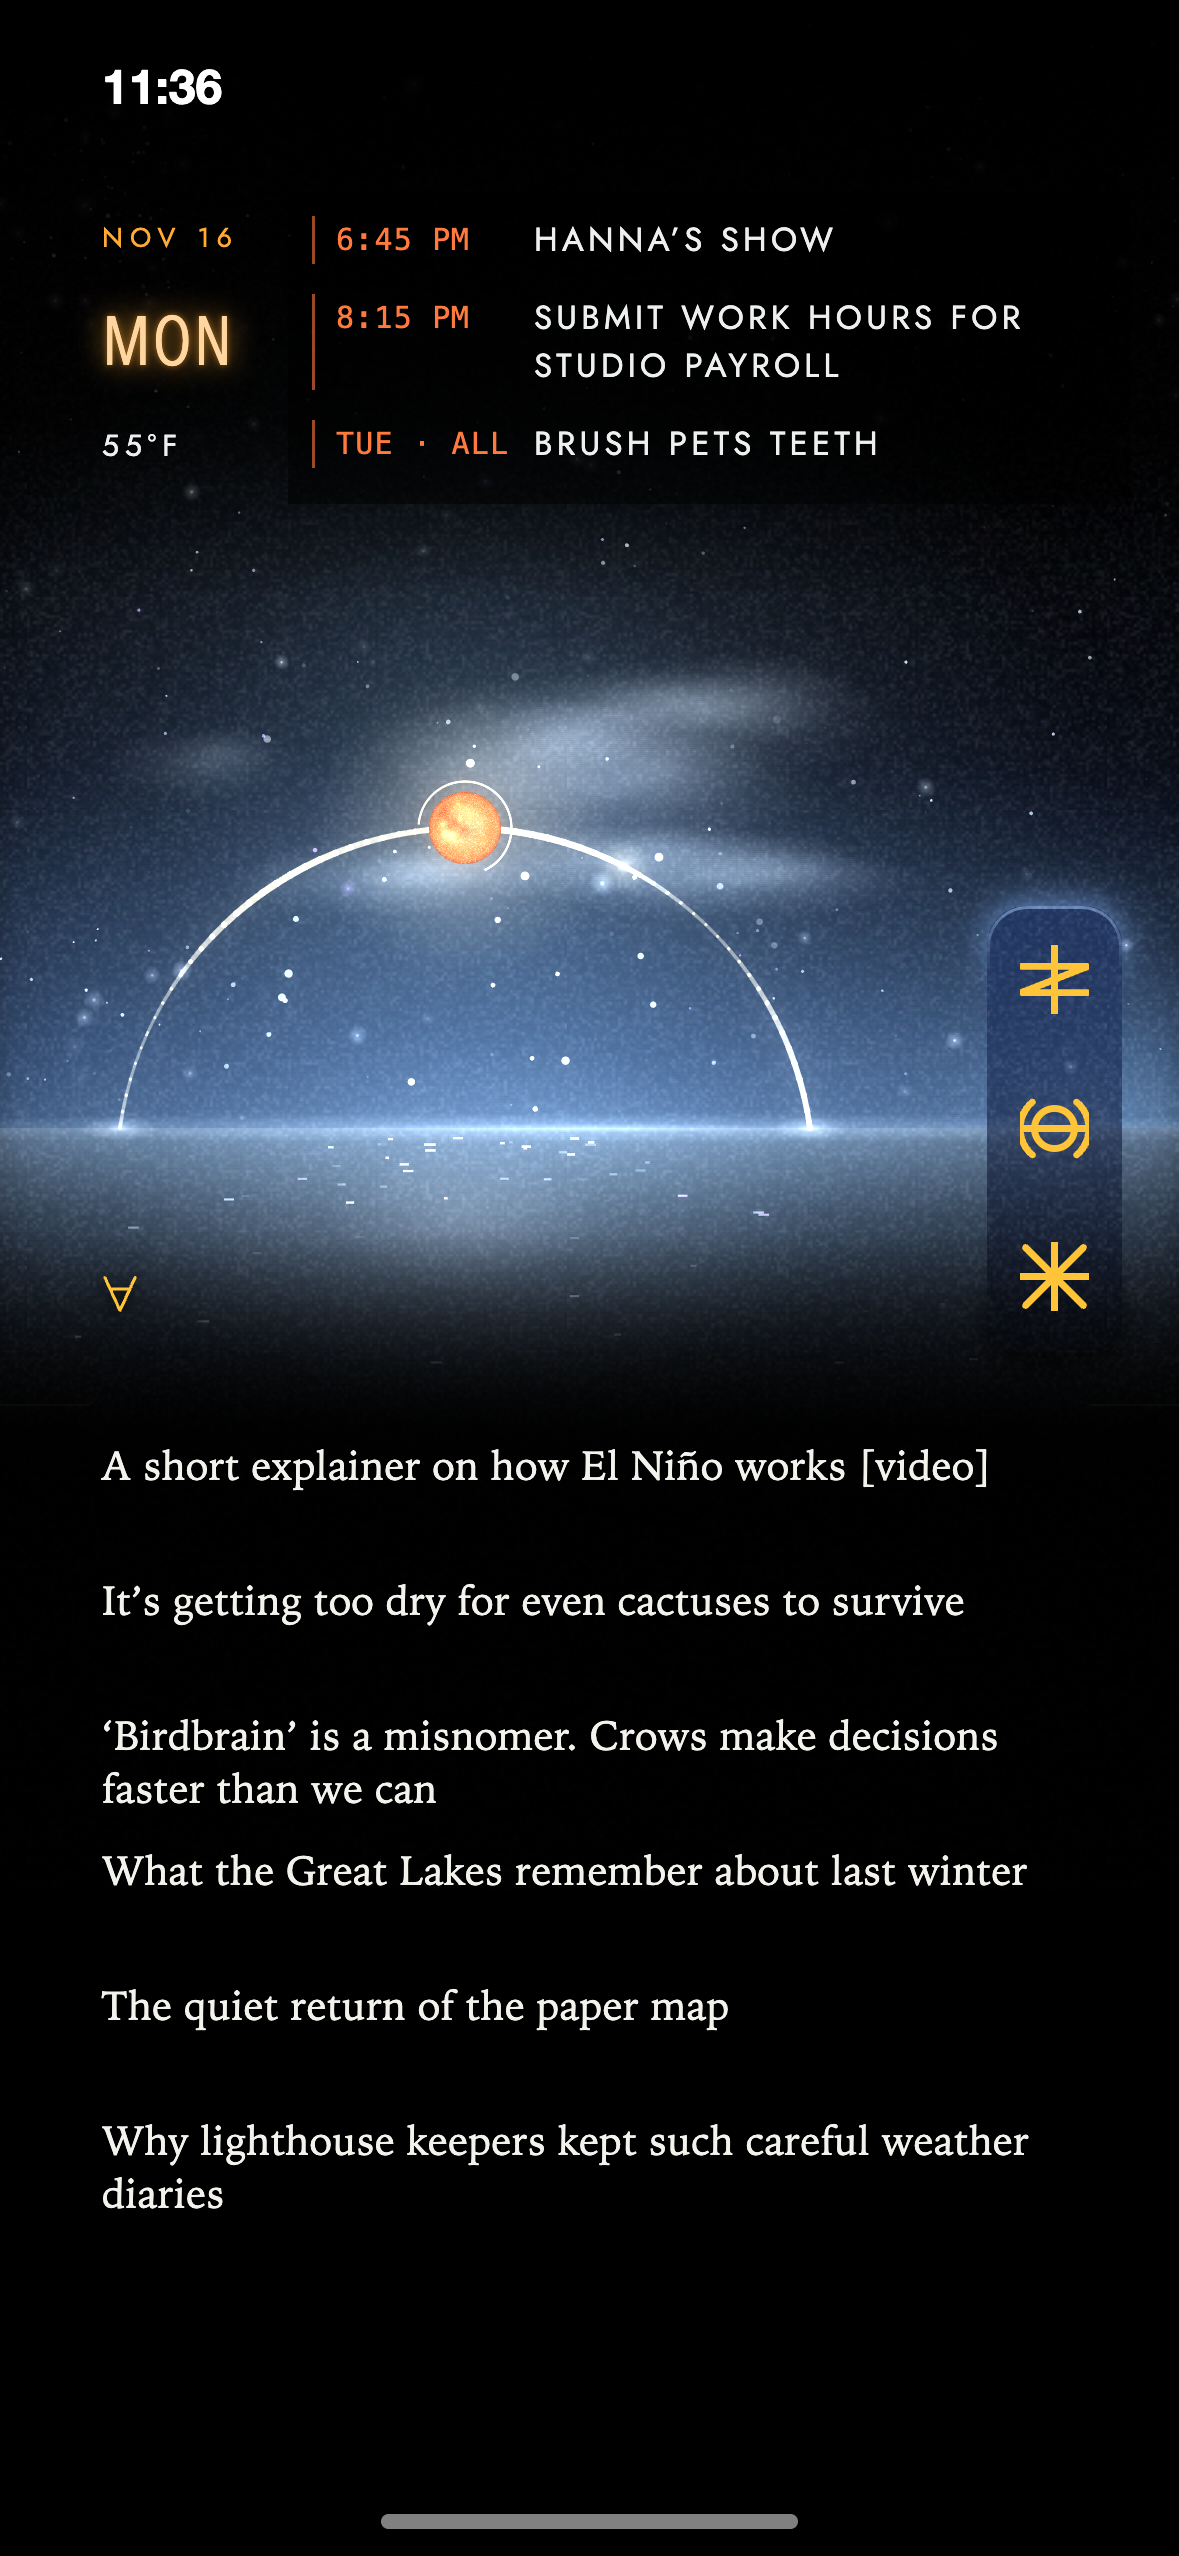 11:36
NOV 16
MON
55°F
6:45 PM HANNA’S SHOW
8:15 PM SUBMIT WORK HOURS FOR
STUDIO PAYROLL
TUE · ALL BRUSH PETS TEETH
A short explainer on how El Niño works [video]
It’s getting too dry for even cactuses to survive
‘Birdbrain’ is a misnomer. Crows make decisions
faster than we can
What the Great Lakes remember about last winter
The quiet return of the paper map
Why lighthouse keepers kept such careful weather
diaries